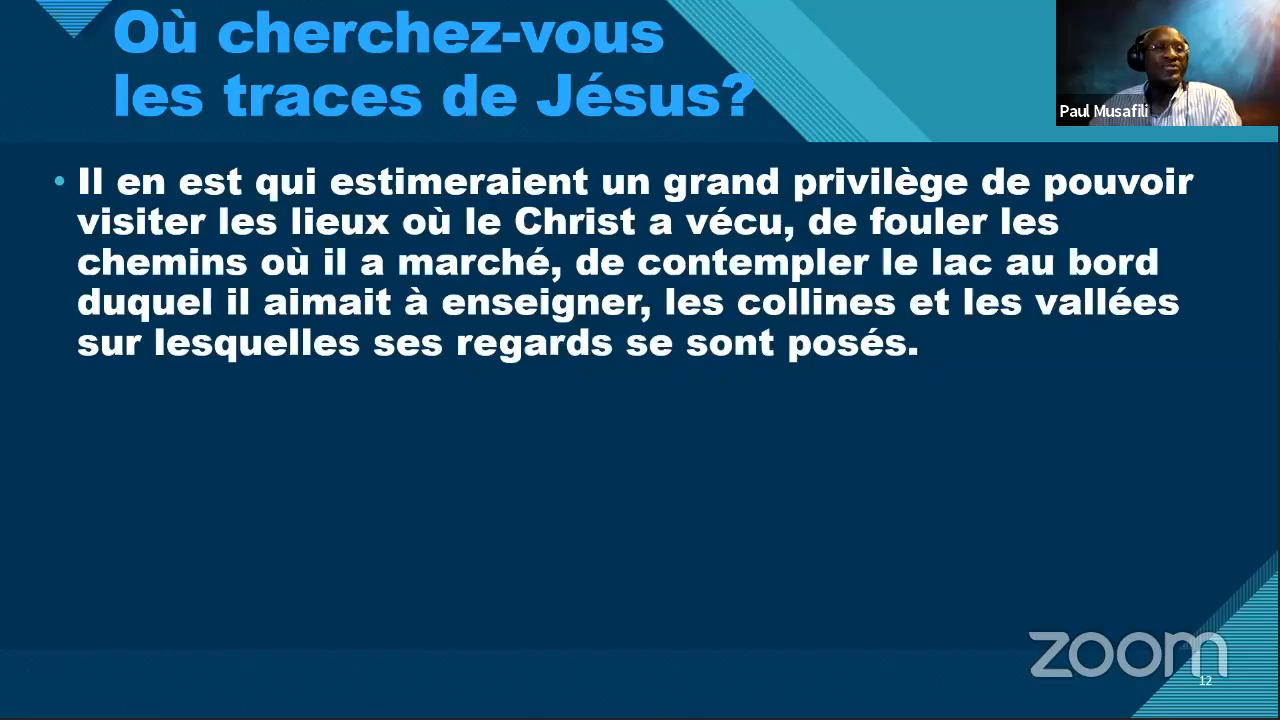 Où cherchez-vous
les traces de Jésus?
Paul Musafili
• Il en est qui estimeraient un grand privilège de pouvoir
visiter les lieux où le Christ a vécu, de fouler les
chemins où il a marché, de contempler le lac au bord
duquel il aimait à enseigner, les collines et les vallées
sur lesquelles ses regards se sont posés.
zoom
12